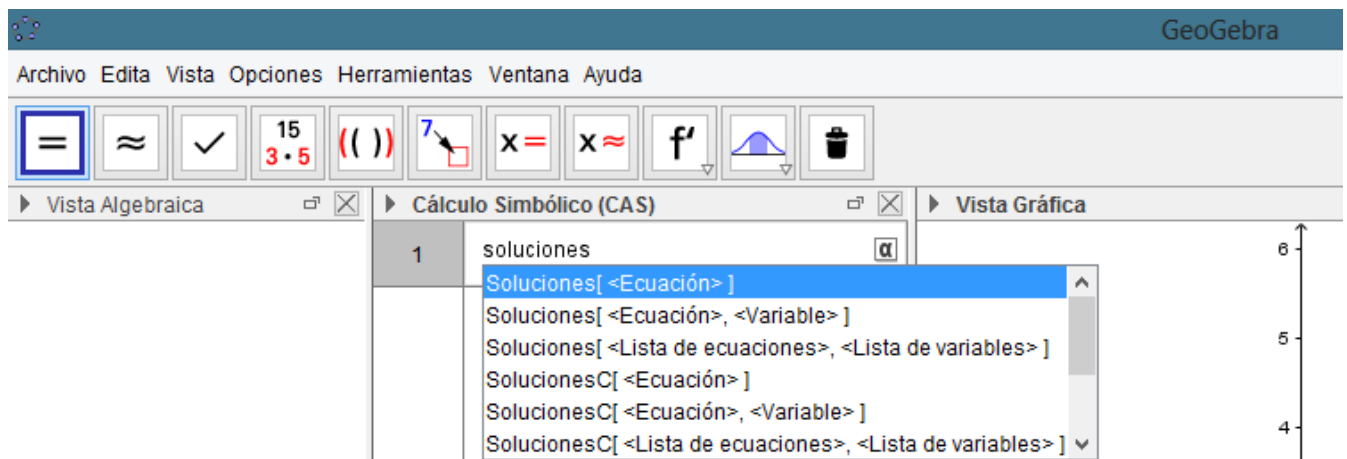 GeoGebra
Archivo Edita Vista Opciones Herramientas Ventana Ayuda
= ≈ ✓ 15 3·5 (( )) 7 x= x≈ f'
Vista Algebraica
Cálculo Simbólico (CAS)
Vista Gráfica
1
soluciones
α
Soluciones[ <Ecuación> ]
Soluciones[ <Ecuación>, <Variable> ]
Soluciones[ <Lista de ecuaciones>, <Lista de variables> ]
SolucionesC[ <Ecuación> ]
SolucionesC[ <Ecuación>, <Variable> ]
SolucionesC[ <Lista de ecuaciones>, <Lista de variables> ]
6
5
4